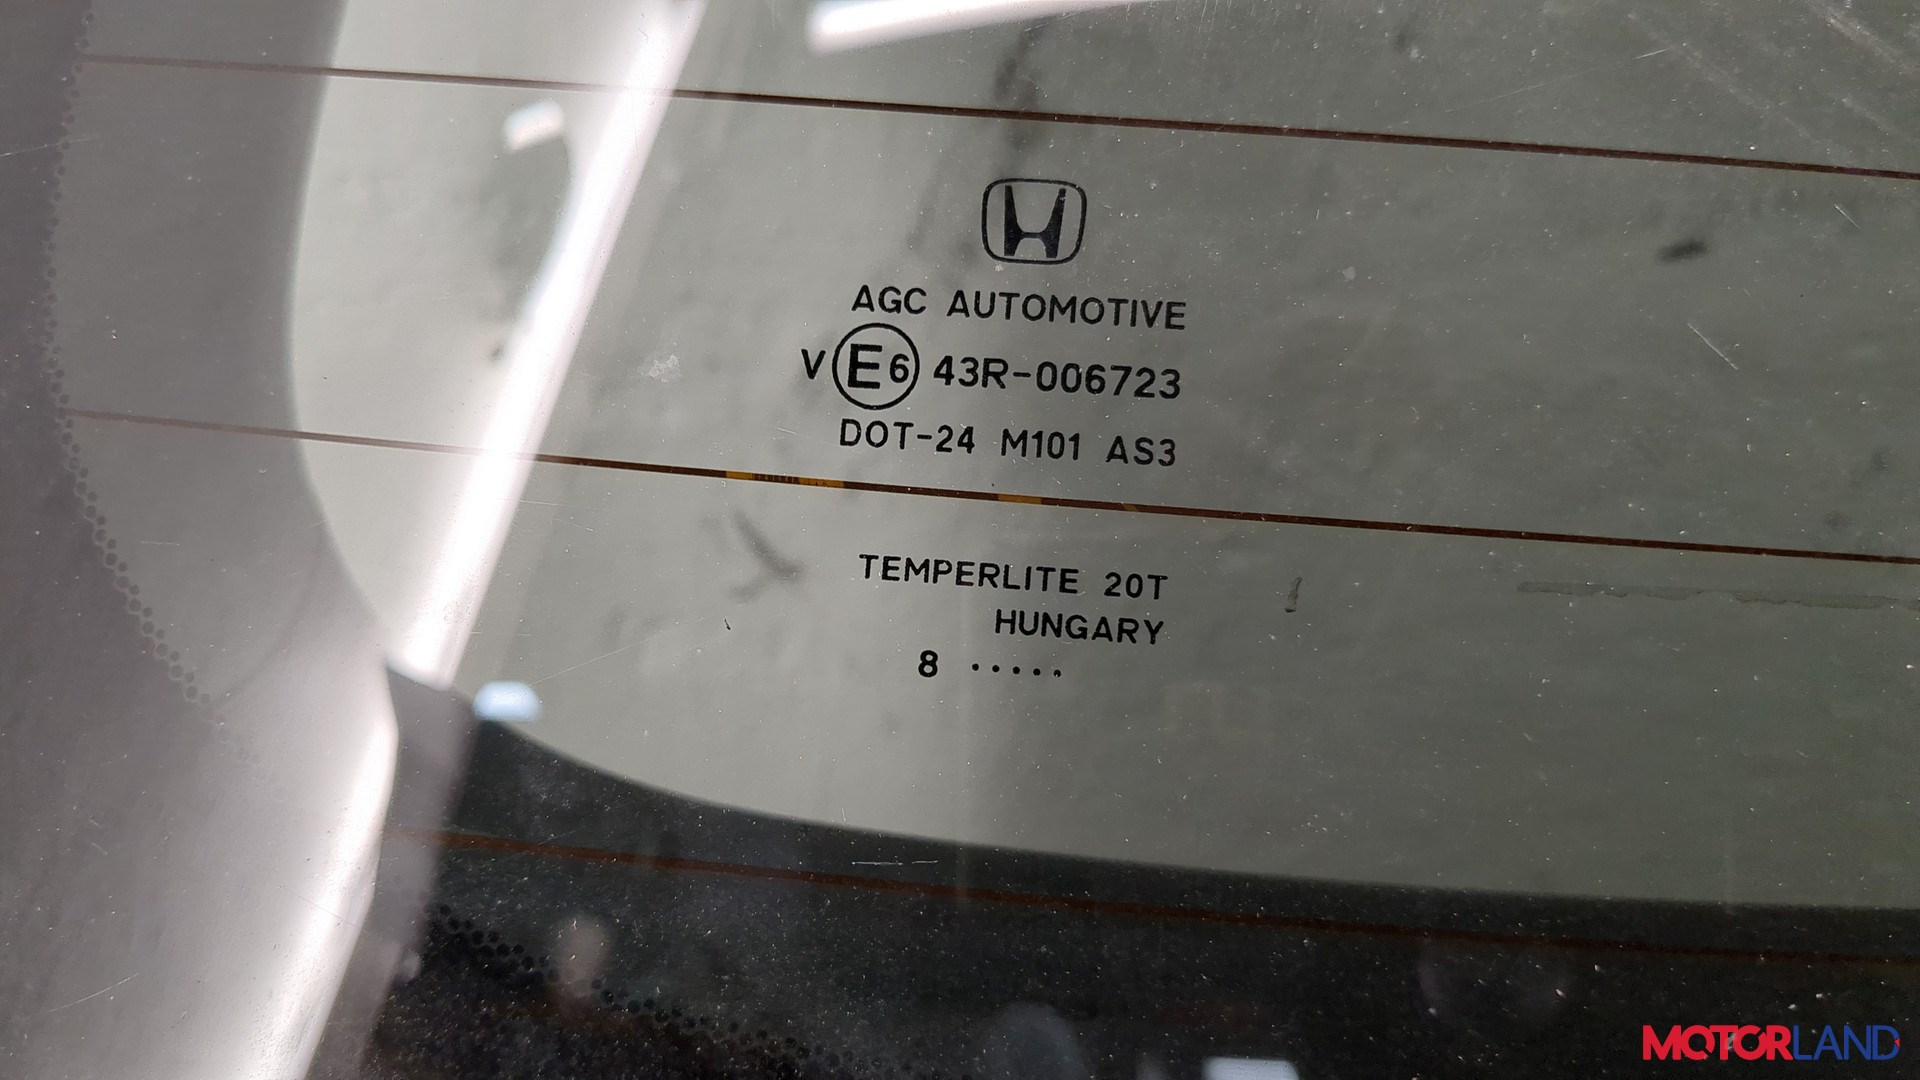 AGC AUTOMOTIVE
V E6 43R-006723
DOT-24 M101 AS3
TEMPERLITE 20T
HUNGARY
8 .....
MOTORLAND